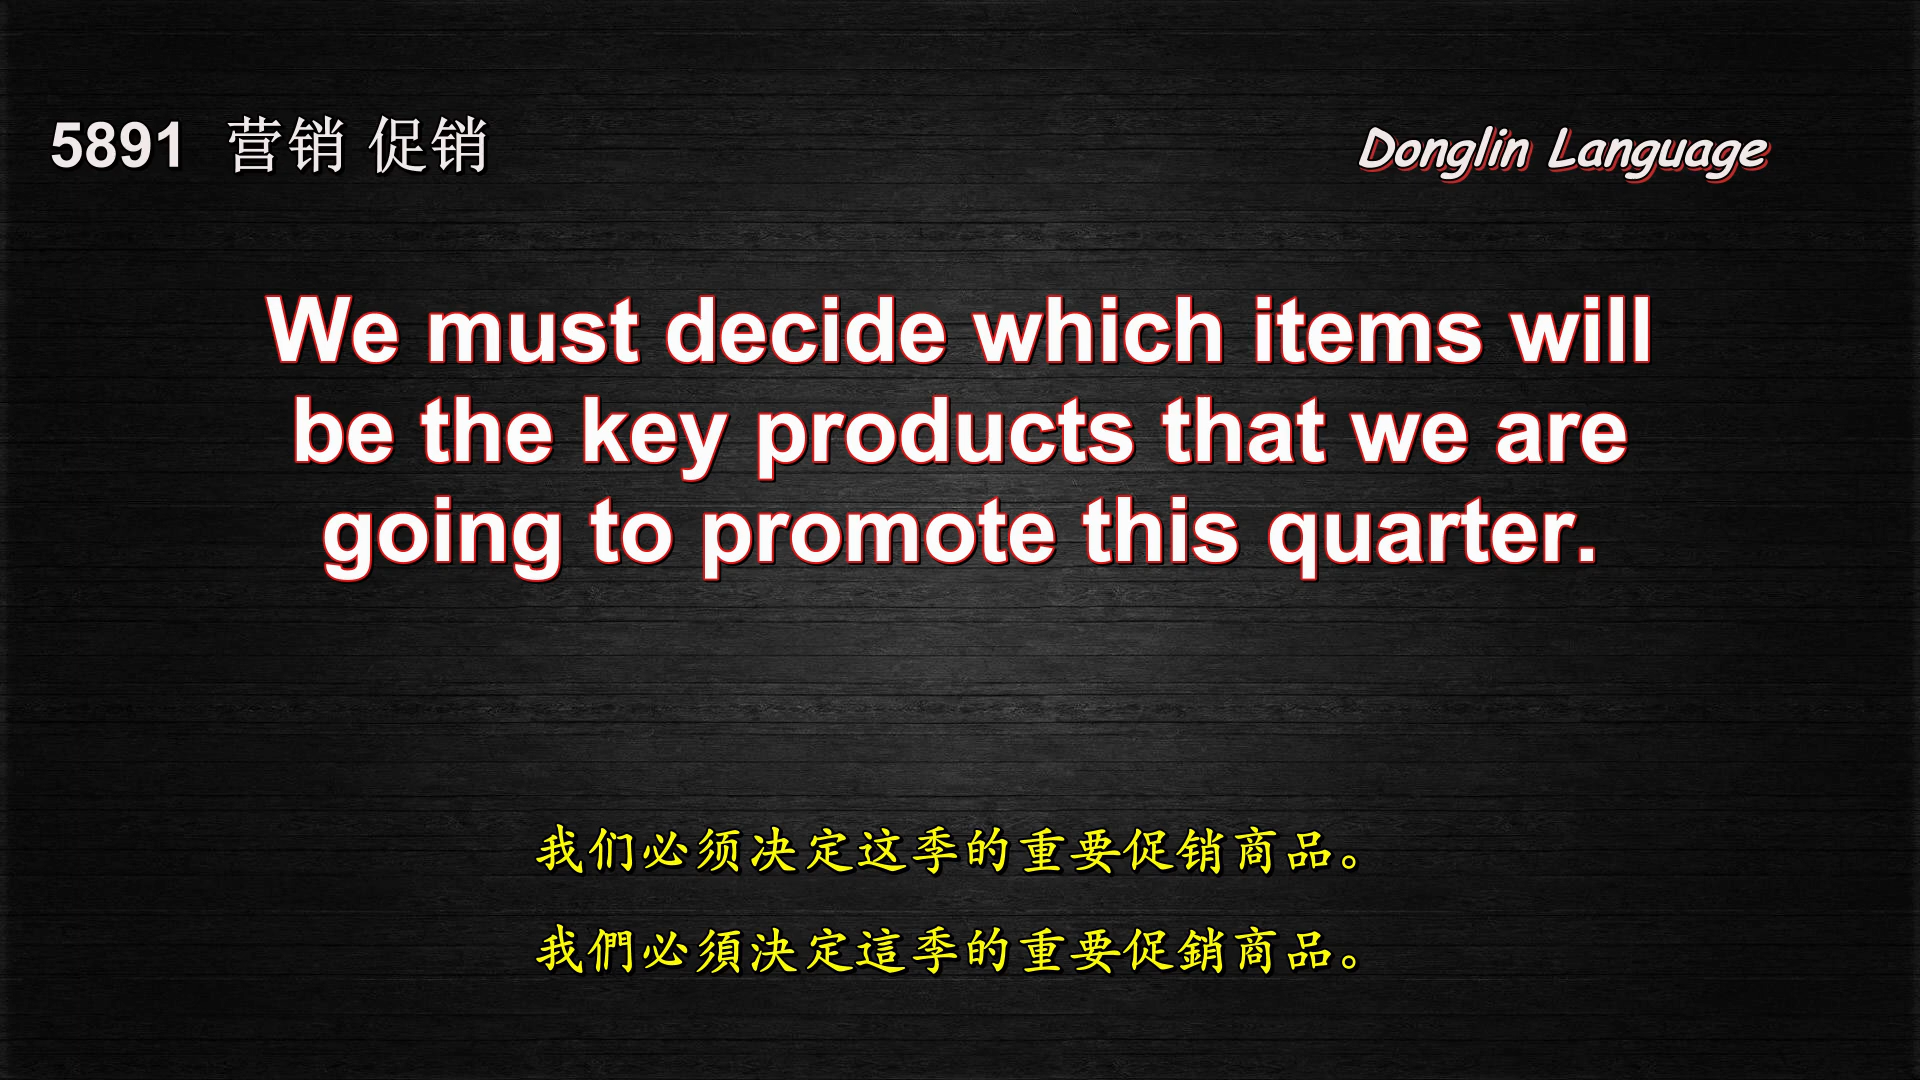 5891 营销 促销
Donglin Language
We must decide which items will
be the key products that we are
going to promote this quarter.
我们必须决定这季的重要促销商品。
我們必須決定這季的重要促銷商品。